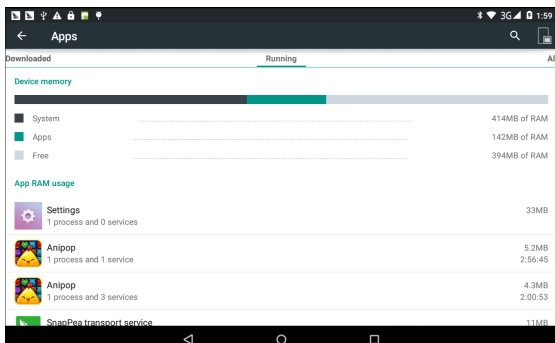 3G 1:59
Apps
Downloaded Running Al
Device memory
System 414MB of RAM
Apps 142MB of RAM
Free 394MB of RAM
App RAM usage
Settings 33MB
1 process and 0 services
Anipop 5.2MB
1 process and 1 service 2:56:45
Anipop 4.3MB
1 process and 3 services 2:00:53
SnapPea transport service 11MB